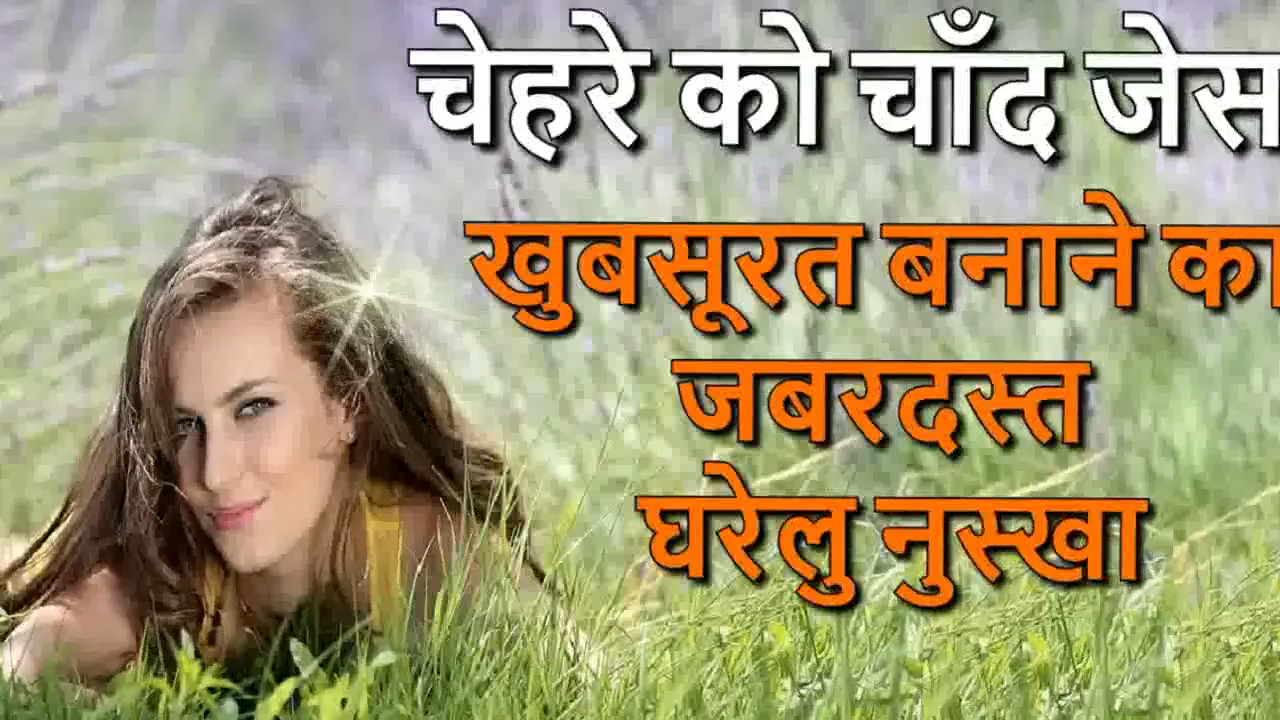 चेहरे को चाँद जेस
खुबसूरत बनाने का
जबरदस्त
घरेलु नुस्खा